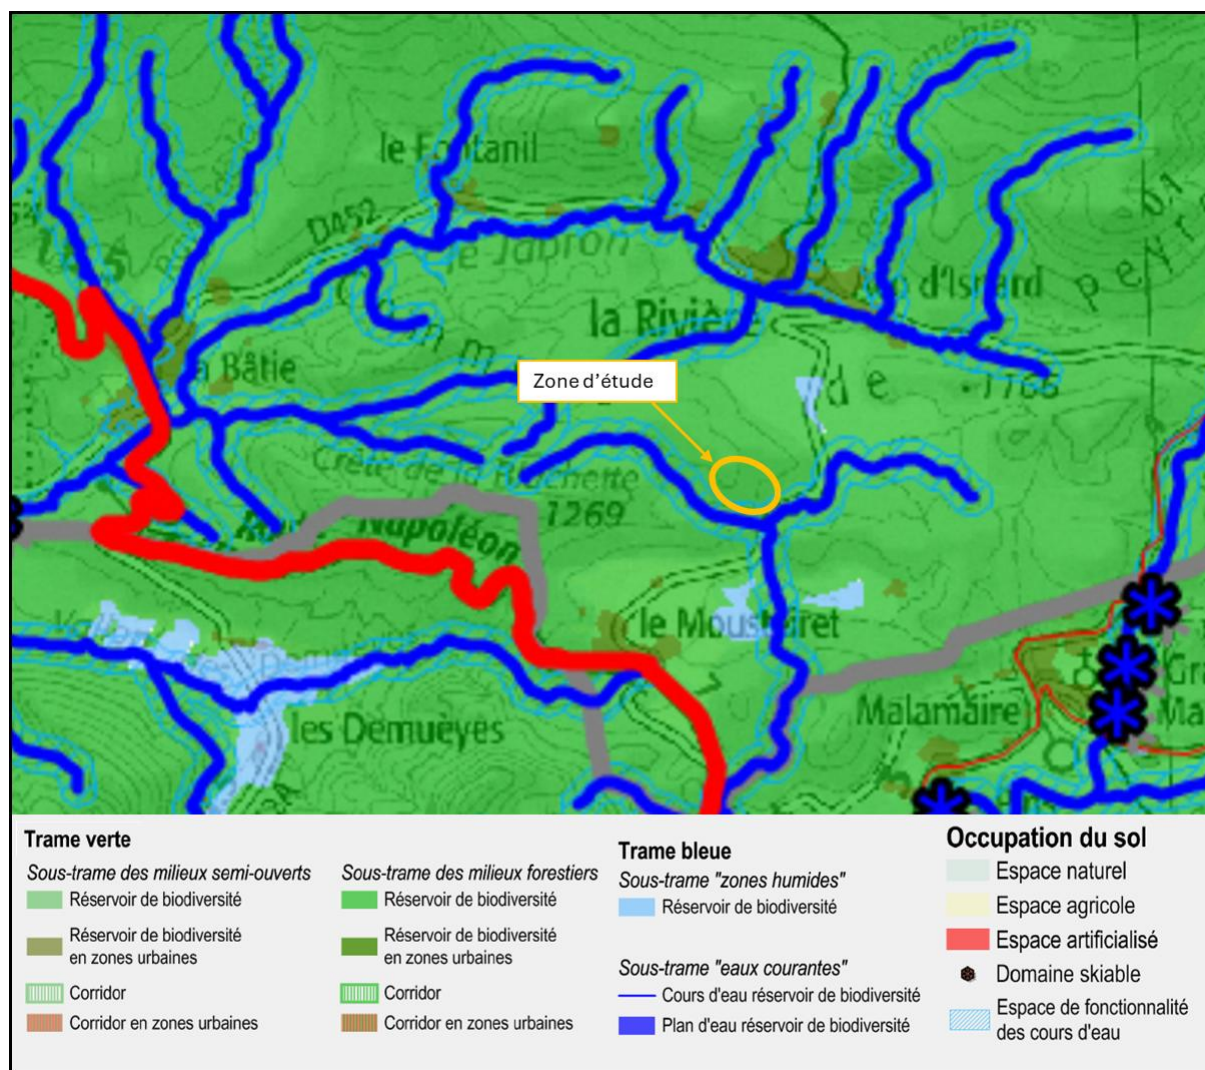 le Fontanil
D452
le Jabron
la Rivière
d'Isnard
Bâtie
Zone d'étude
de
1766
Crête de la
1269
Napoléon
le Mousteiret
Malamaire
les Demuèyes
Trame verte
Sous-trame des milieux semi-ouverts
Réservoir de biodiversité
Réservoir de biodiversité
en zones urbaines
Corridor
Corridor en zones urbaines
Sous-trame des milieux forestiers
Réservoir de biodiversité
Réservoir de biodiversité
en zones urbaines
Corridor
Corridor en zones urbaines
Trame bleue
Sous-trame "zones humides"
Réservoir de biodiversité
Sous-trame "eaux courantes"
Cours d'eau réservoir de biodiversité
Plan d'eau réservoir de biodiversité
Occupation du sol
Espace naturel
Espace agricole
Espace artificialisé
Domaine skiable
Espace de fonctionnalité
des cours d'eau